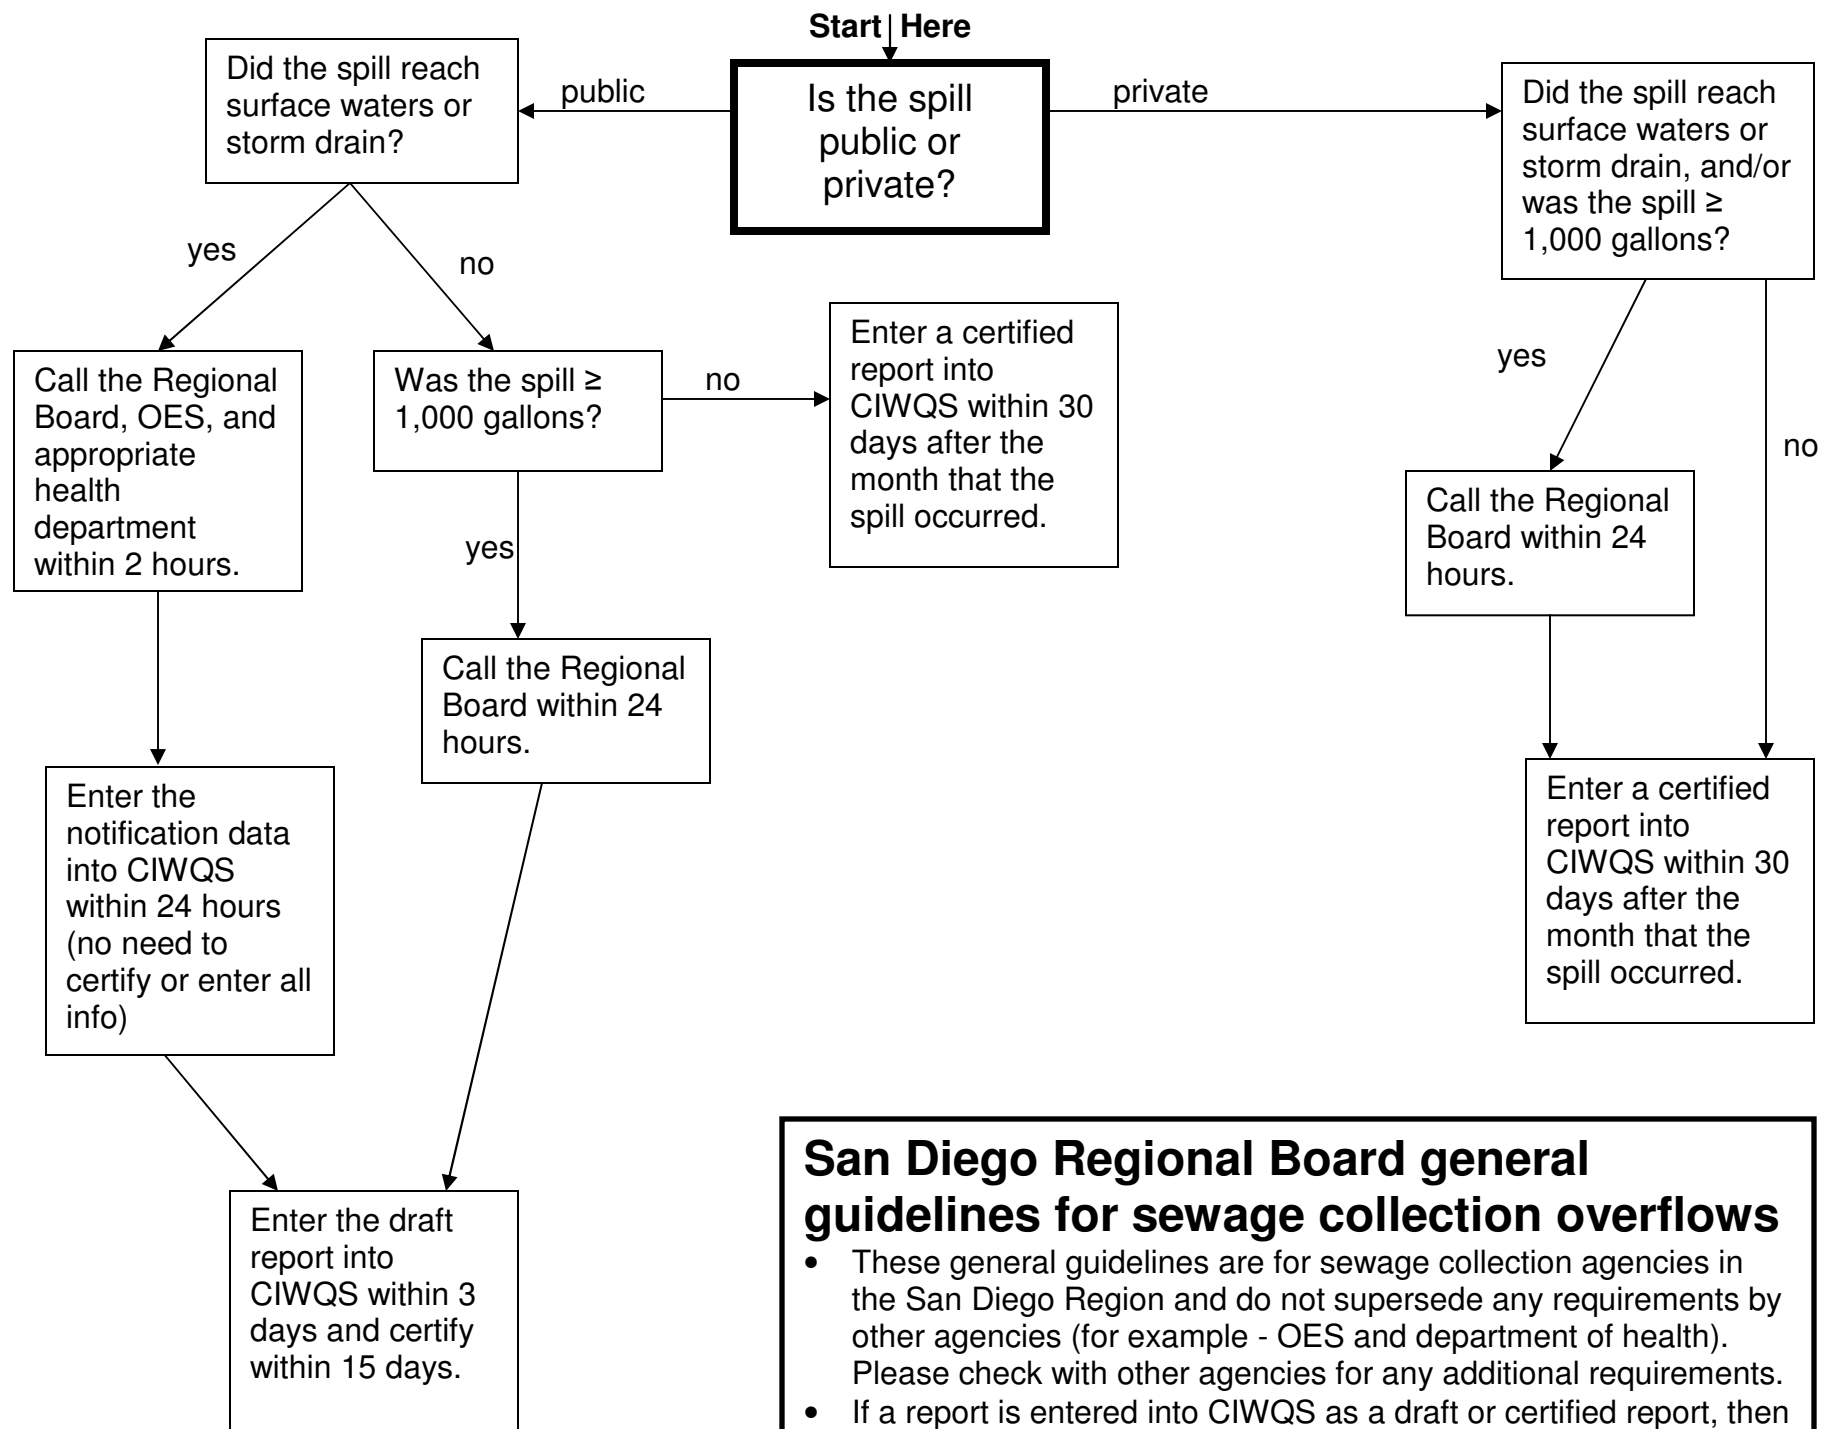 Start Here
Is the spill
public or
private?
public
private
Did the spill reach
surface waters or
storm drain?
yes
no
Call the Regional
Board, OES, and
appropriate
health
department
within 2 hours.
Was the spill ≥
1,000 gallons?
no
Enter a certified
report into
CIWQS within 30
days after the
month that the
spill occurred.
yes
Call the Regional
Board within 24
hours.
Enter the
notification data
into CIWQS
within 24 hours
(no need to
certify or enter all
info)
Enter the draft
report into
CIWQS within 3
days and certify
within 15 days.
Did the spill reach
surface waters or
storm drain, and/or
was the spill ≥
1,000 gallons?
yes
no
Call the Regional
Board within 24
hours.
Enter a certified
report into
CIWQS within 30
days after the
month that the
spill occurred.
San Diego Regional Board general
guidelines for sewage collection overflows
• These general guidelines are for sewage collection agencies in
the San Diego Region and do not supersede any requirements by
other agencies (for example - OES and department of health).
Please check with other agencies for any additional requirements.
• If a report is entered into CIWQS as a draft or certified report, then